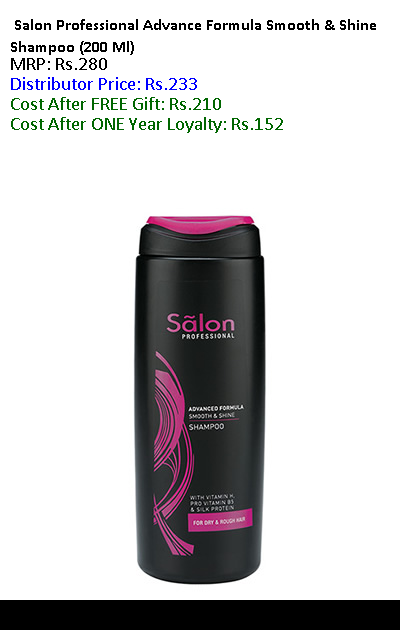 Salon Professional Advance Formula Smooth & Shine
Shampoo (200 Ml)
MRP: Rs.280
Distributor Price: Rs.233
Cost After FREE Gift: Rs.210
Cost After ONE Year Loyalty: Rs.152
Sãlon
PROFESSIONAL
ADVANCED FORMULA
SMOOTH & SHINE
SHAMPOO
WITH VITAMIN H,
PRO VITAMIN B5
& SILK PROTEIN
FOR DRY & ROUGH HAIR